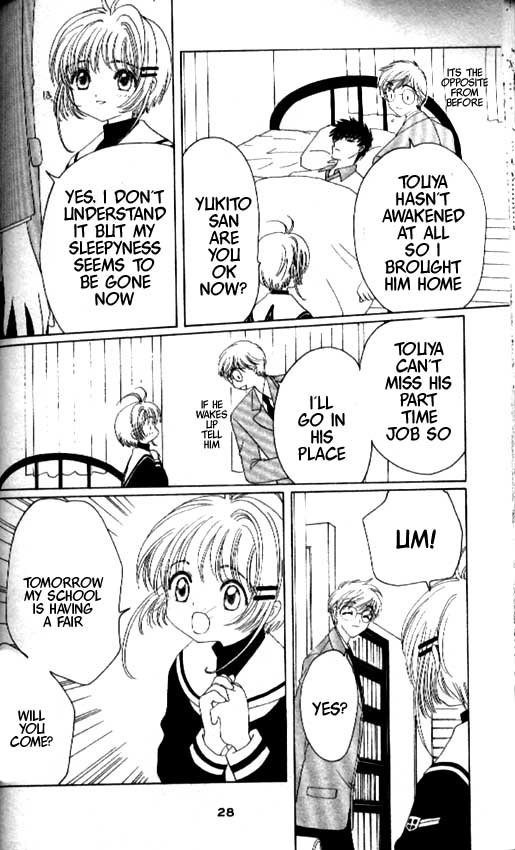 IT'S THE
OPPOSITE
FROM
BEFORE
TOUYA
HASN'T
AWAKENED
AT ALL
SO I
BROUGHT
HIM HOME
YUKITO
SAN
ARE
YOU
OK
NOW?
YES. I DON'T
UNDERSTAND
IT BUT MY
SLEEPYNESS
SEEMS TO
BE GONE
NOW
TOUYA
CAN'T
MISS HIS
PART
TIME
JOB SO
I'LL
GO IN
HIS
PLACE
IF HE
WAKES
UP
TELL
HIM
UM!
YES?
TOMORROW
MY SCHOOL
IS HAVING
A FAIR
WILL
YOU
COME?
28